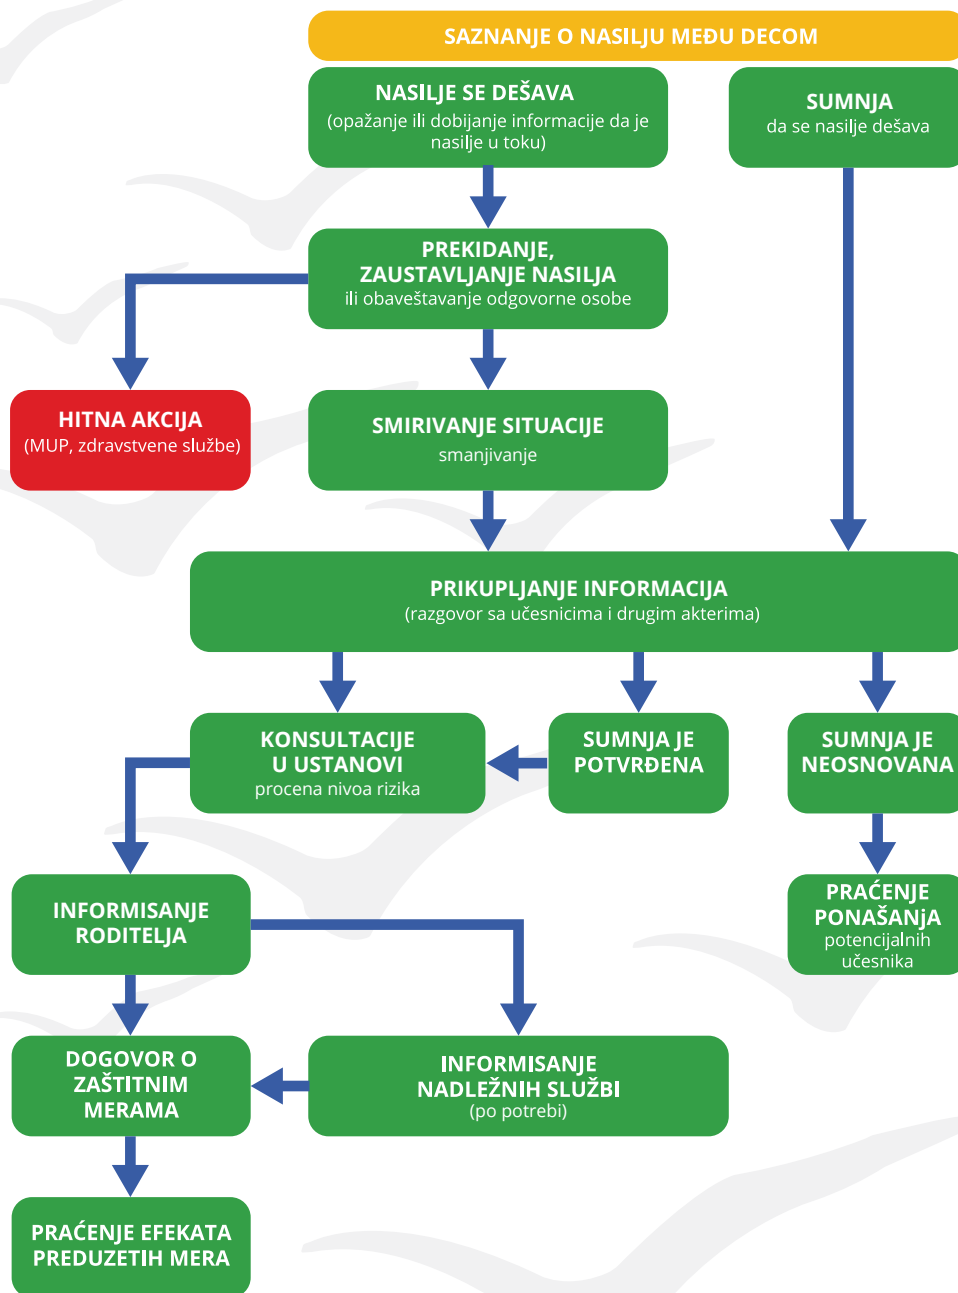 SAZNANJE O NASILJU MEĐU DECOM
NASILJE SE DEŠAVA
(opažanje ili dobijanje informacije da je
nasilje u toku)
SUMNJA
da se nasilje dešava
PREKIDANJE,
ZAUSTAVLJANJE NASILJA
ili obaveštavanje odgovorne osobe
HITNA AKCIJA
(MUP, zdravstvene službe)
SMIRIVANJE SITUACIJE
smanjivanje
PRIKUPLJANJE INFORMACIJA
(razgovor sa učesnicima i drugim akterima)
KONSULTACIJE
U USTANOVI
procena nivoa rizika
SUMNJA JE
POTVRĐENA
SUMNJA JE
NEOSNOVANA
INFORMISANJE
RODITELJA
PRAĆENJE
PONAŠANjA
potencijalnih
učesnika
DOGOVOR O
ZAŠTITNIM
MERAMA
INFORMISANJE
NADLEŽNIH SLUŽBI
(po potrebi)
PRAĆENJE EFEKATA
PREDUZETIH MERA